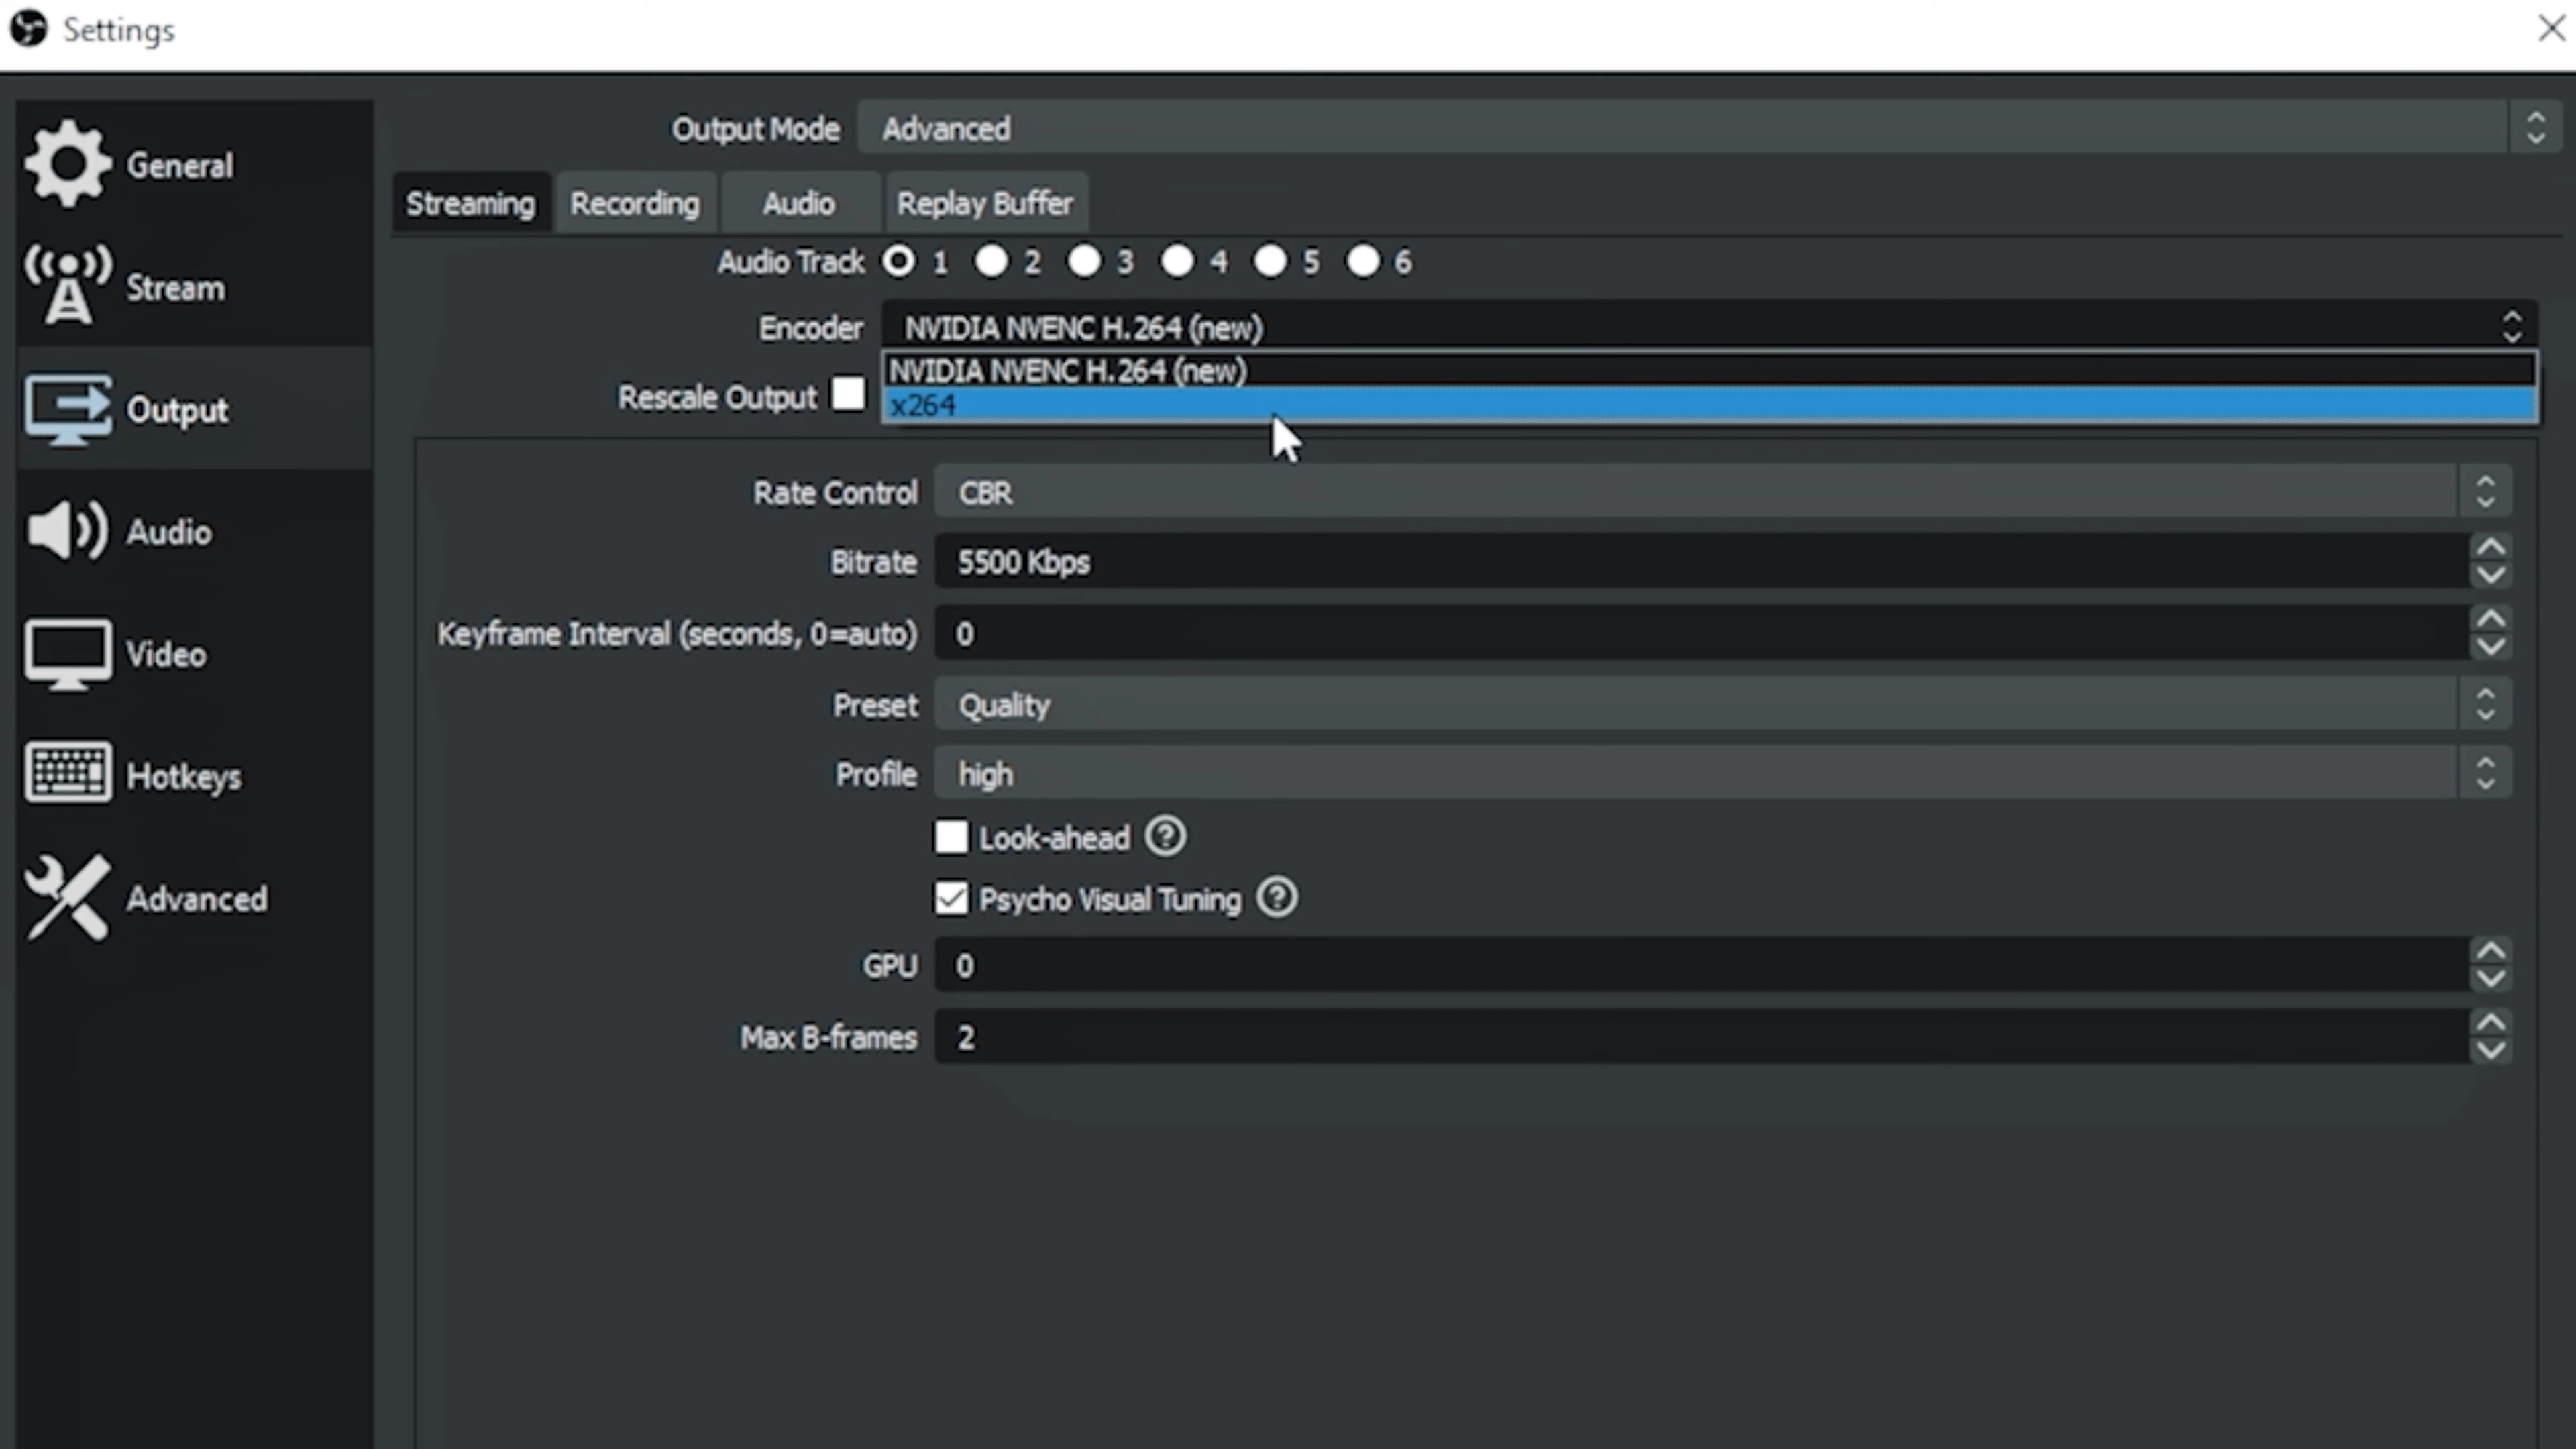 Settings
General
Stream
Output
Audio
Video
Hotkeys
Advanced
Output Mode Advanced
Streaming Recording Audio Replay Buffer
Audio Track 1 2 3 4 5 6
Encoder NVIDIA NVENC H.264 (new)
NVIDIA NVENC H.264 (new)
Rescale Output x264
Rate Control CBR
Bitrate 5500 Kbps
Keyframe Interval (seconds, 0=auto) 0
Preset Quality
Profile high
Look-ahead ?
Psycho Visual Tuning ?
GPU 0
Max B-frames 2